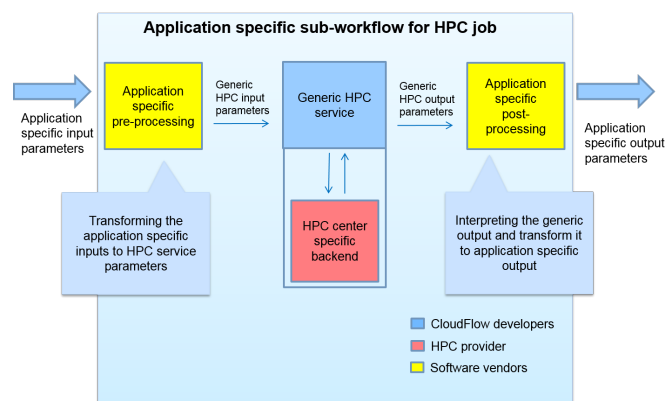 Application specific sub-workflow for HPC job
Application
specific input
parameters
Application
specific
pre-processing
Generic
HPC input
parameters
Generic HPC
service
Generic
HPC output
parameters
Application
specific
post-
processing
Application
specific output
parameters
Transforming the
application specific
inputs to HPC service
parameters
HPC center
specific
backend
Interpreting the generic
output and transform it
to application specific
output
CloudFlow developers
HPC provider
Software vendors